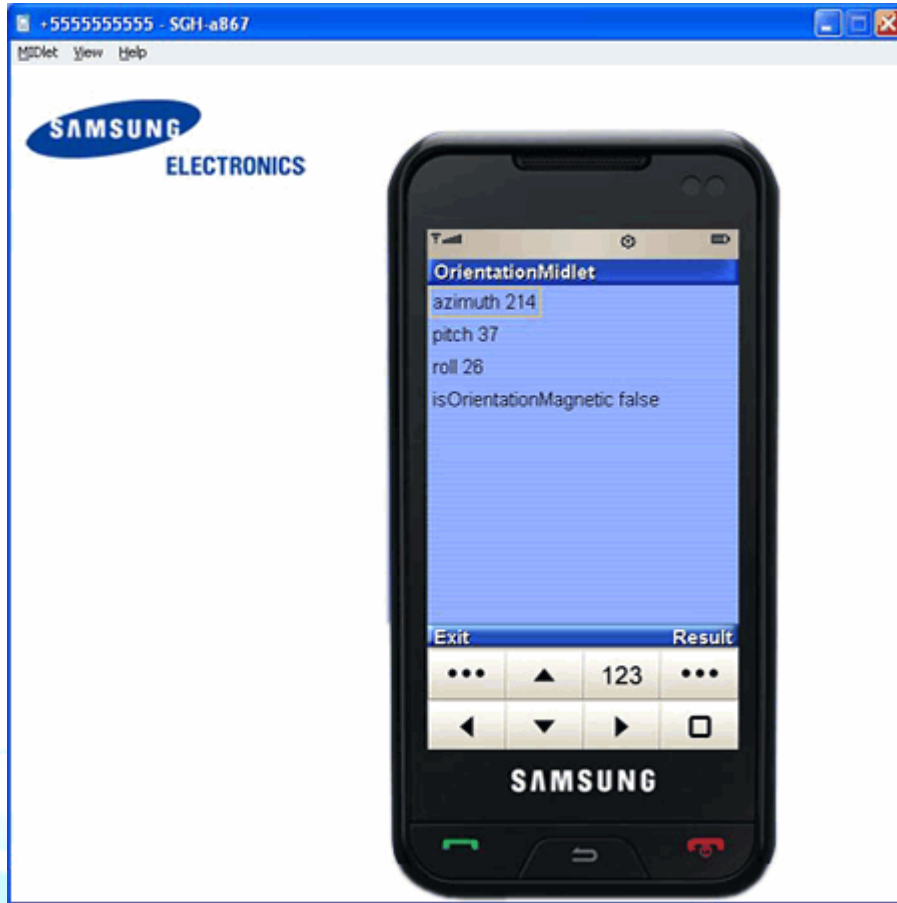 +5555555555 - SGH-a867
MIDlet View Help
SAMSUNG
ELECTRONICS
OrientationMidlet
azimuth 214
pitch 37
roll 26
isOrientationMagnetic false
Exit Result
123
SAMSUNG